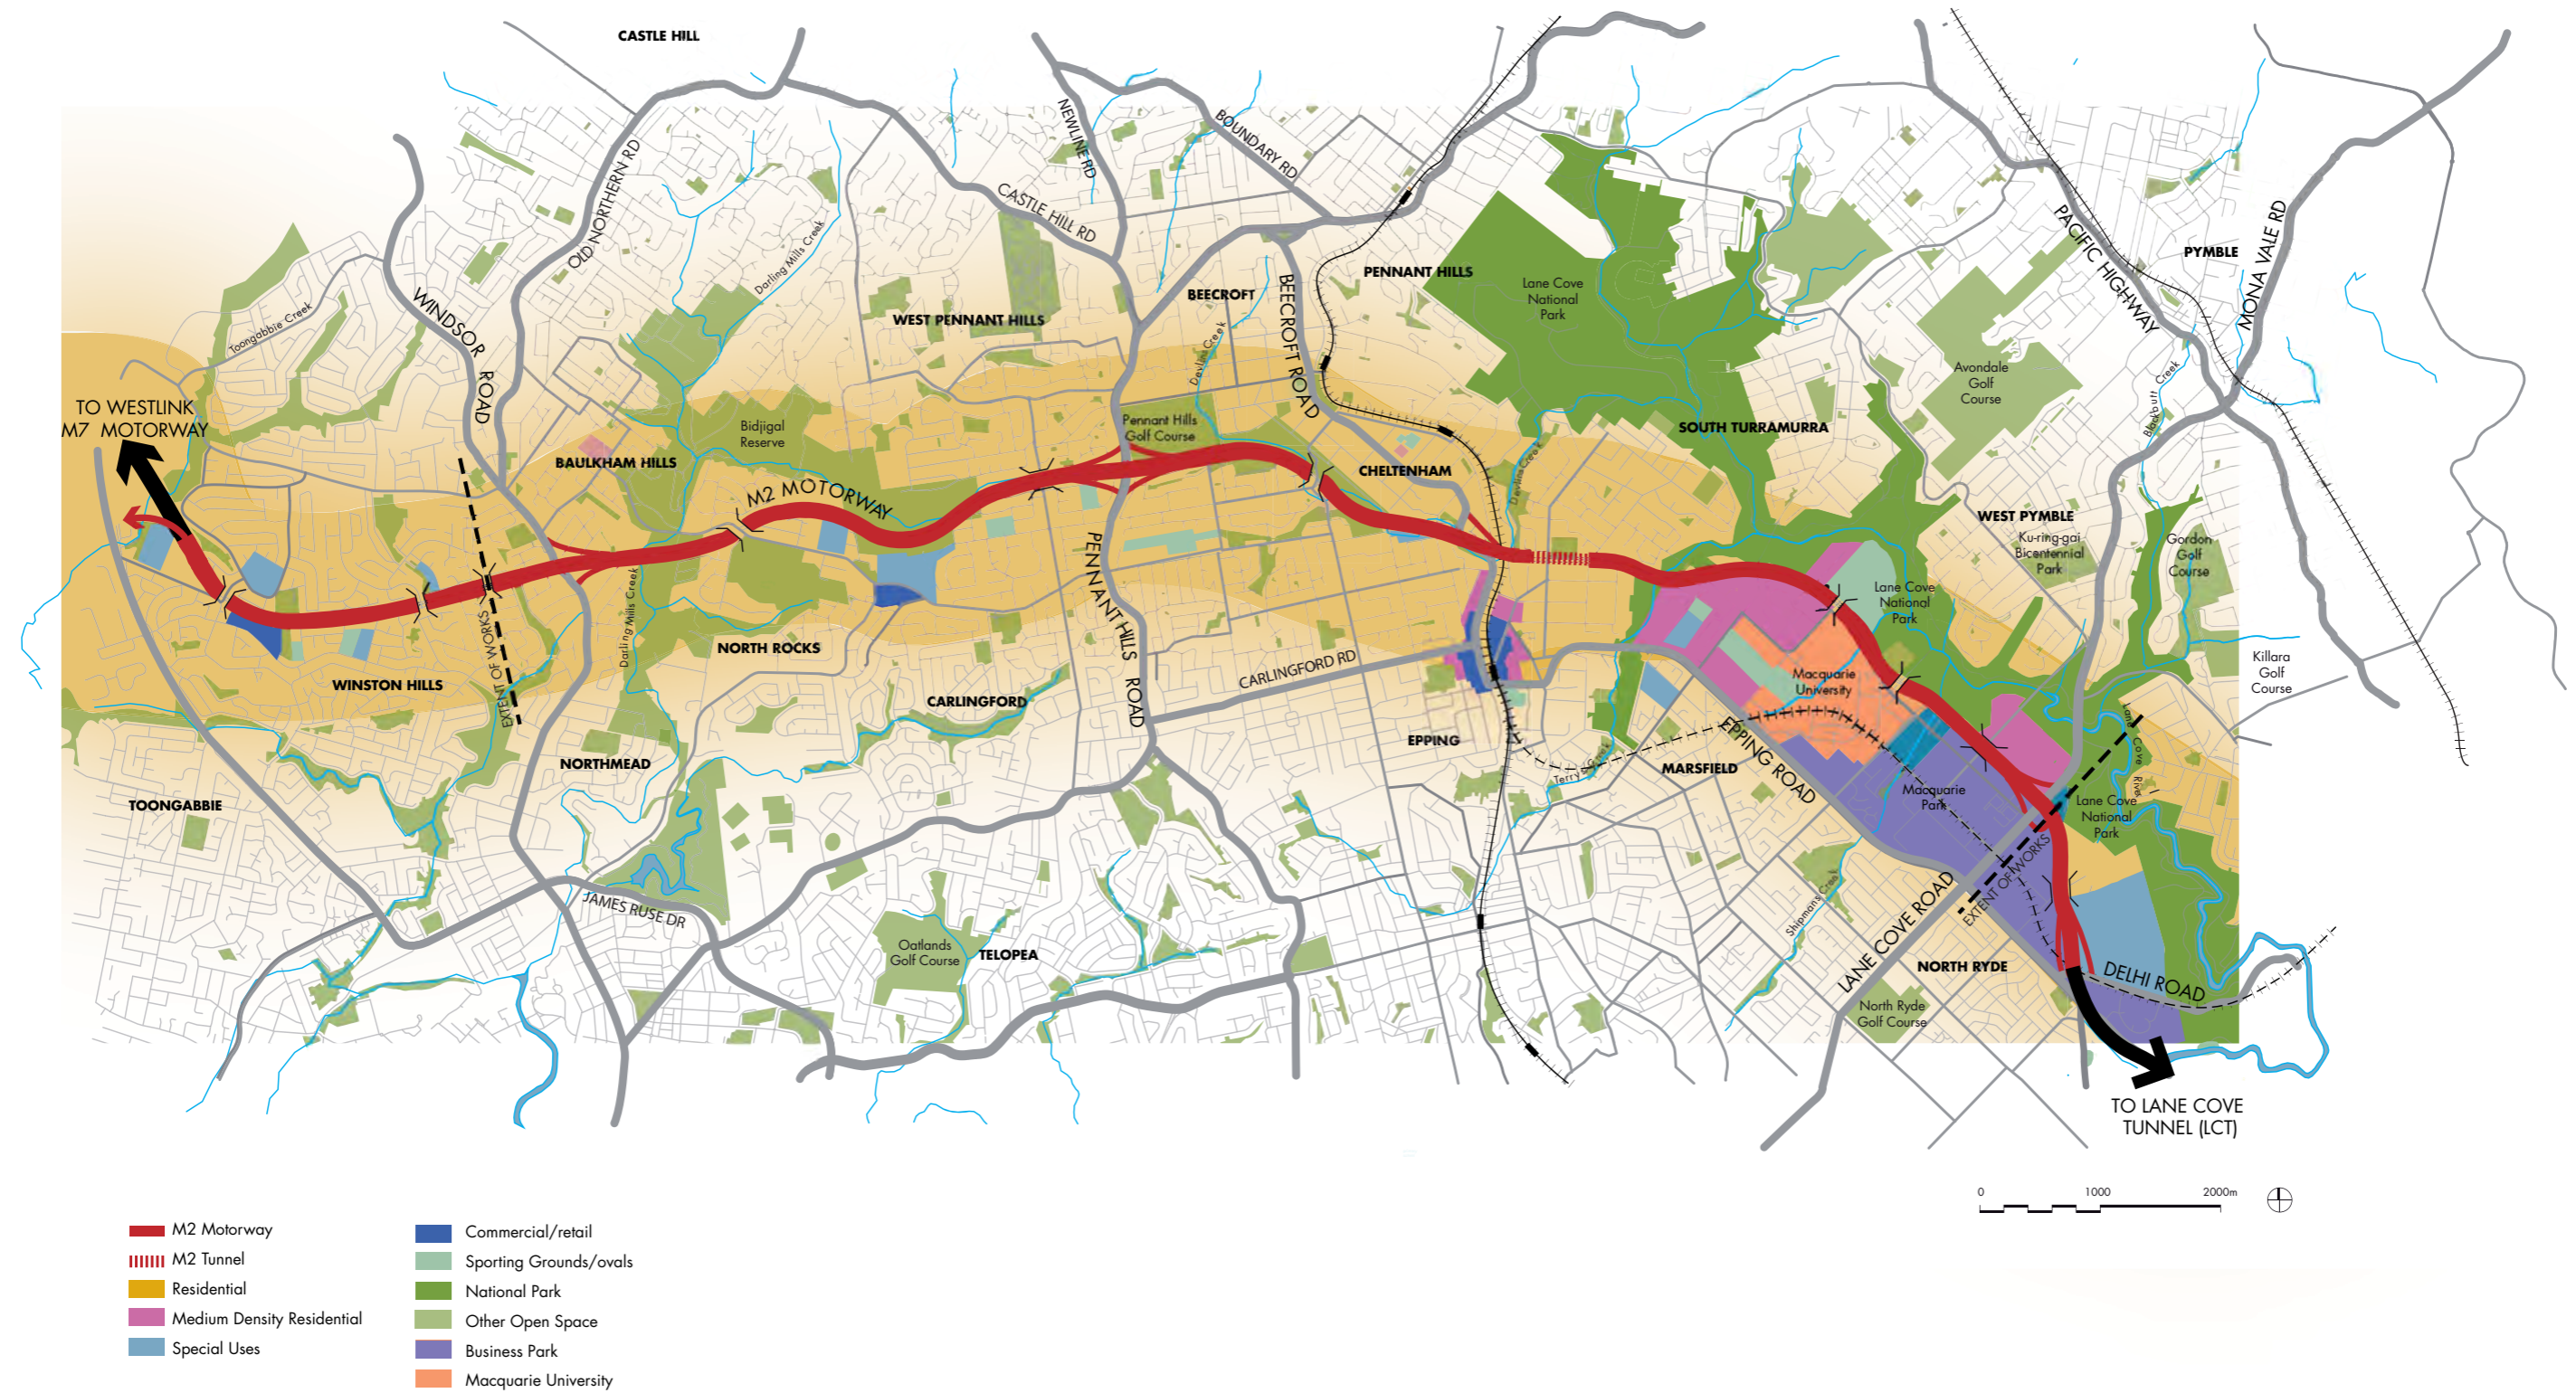 CASTLE HILL
NEWLINE RD
BOUNDARY RD
OLD NORTHERN RD
CASTLE HILL RD
Darling Mills Creek
PACIFIC HIGHWAY
PYMBLE
MONA VALE RD
PENNANT HILLS
Lane Cove
National
Park
BEECROFT
BEECROFT ROAD
WEST PENNANT HILLS
WINDSOR ROAD
Toongabbie Creek
Devlins Creek
Avondale
Golf
Course
Blackbutt Creek
TO WESTLINK
M7 MOTORWAY
Bidjigal
Reserve
Pennant Hills
Golf Course
SOUTH TURRAMURRA
BAULKHAM HILLS
CHELTENHAM
Devlins Creek
M2 MOTORWAY
WEST PYMBLE
Ku-ring-gai
Bicentennial
Park
Gordon
Golf
Course
PENNANT HILLS ROAD
Lane Cove
National
Park
Darling Mills Creek
EXTENT OF WORKS
NORTH ROCKS
WINSTON HILLS
CARLINGFORD RD
Killara
Golf
Course
Macquarie
University
CARLINGFORD
Lane Cove River
EPPING
EPPING ROAD
NORTHMEAD
Terrys Creek
MARSFIELD
Macquarie
Park
TOONGABBIE
Lane Cove
National
Park
EXTENT OF WORKS
JAMES RUSE DR
Shipmans Creek
LANE COVE ROAD
Oatlands
Golf Course
TELOPEA
NORTH RYDE
DELHI ROAD
North Ryde
Golf Course
TO LANE COVE
TUNNEL (LCT)
0 1000 2000m
M2 Motorway
M2 Tunnel
Residential
Medium Density Residential
Special Uses
Commercial/retail
Sporting Grounds/ovals
National Park
Other Open Space
Business Park
Macquarie University